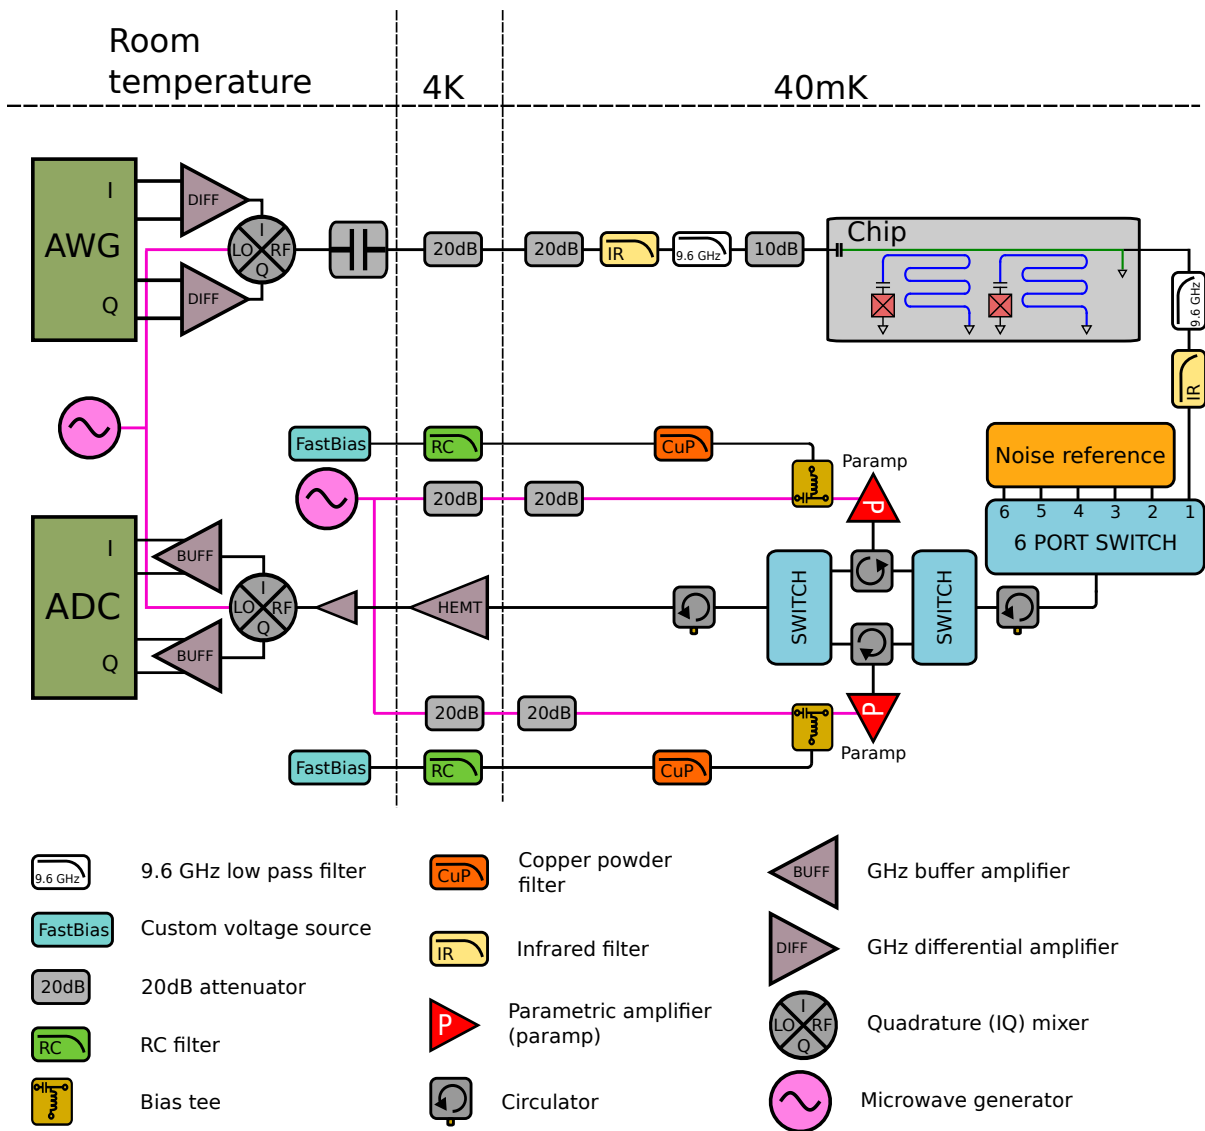 Room
temperature
4K
40mK
AWG
I
Q
DIFF
DIFF
LO
I
RF
Q
20dB
20dB
IR
9.6 GHz
10dB
Chip
9.6 GHz
IR
FastBias
RC
CuP
20dB
20dB
Paramp
P
Noise reference
6
5
4
3
2
1
6 PORT SWITCH
ADC
I
Q
BUFF
BUFF
LO
I
RF
Q
HEMT
SWITCH
SWITCH
20dB
20dB
P
Paramp
FastBias
RC
CuP
9.6 GHz
9.6 GHz low pass filter
FastBias
Custom voltage source
20dB
20dB attenuator
RC
RC filter
Bias tee
CuP
Copper powder
filter
IR
Infrared filter
P
Parametric amplifier
(paramp)
Circulator
BUFF
GHz buffer amplifier
DIFF
GHz differential amplifier
LO
I
RF
Q
Quadrature (IQ) mixer
Microwave generator